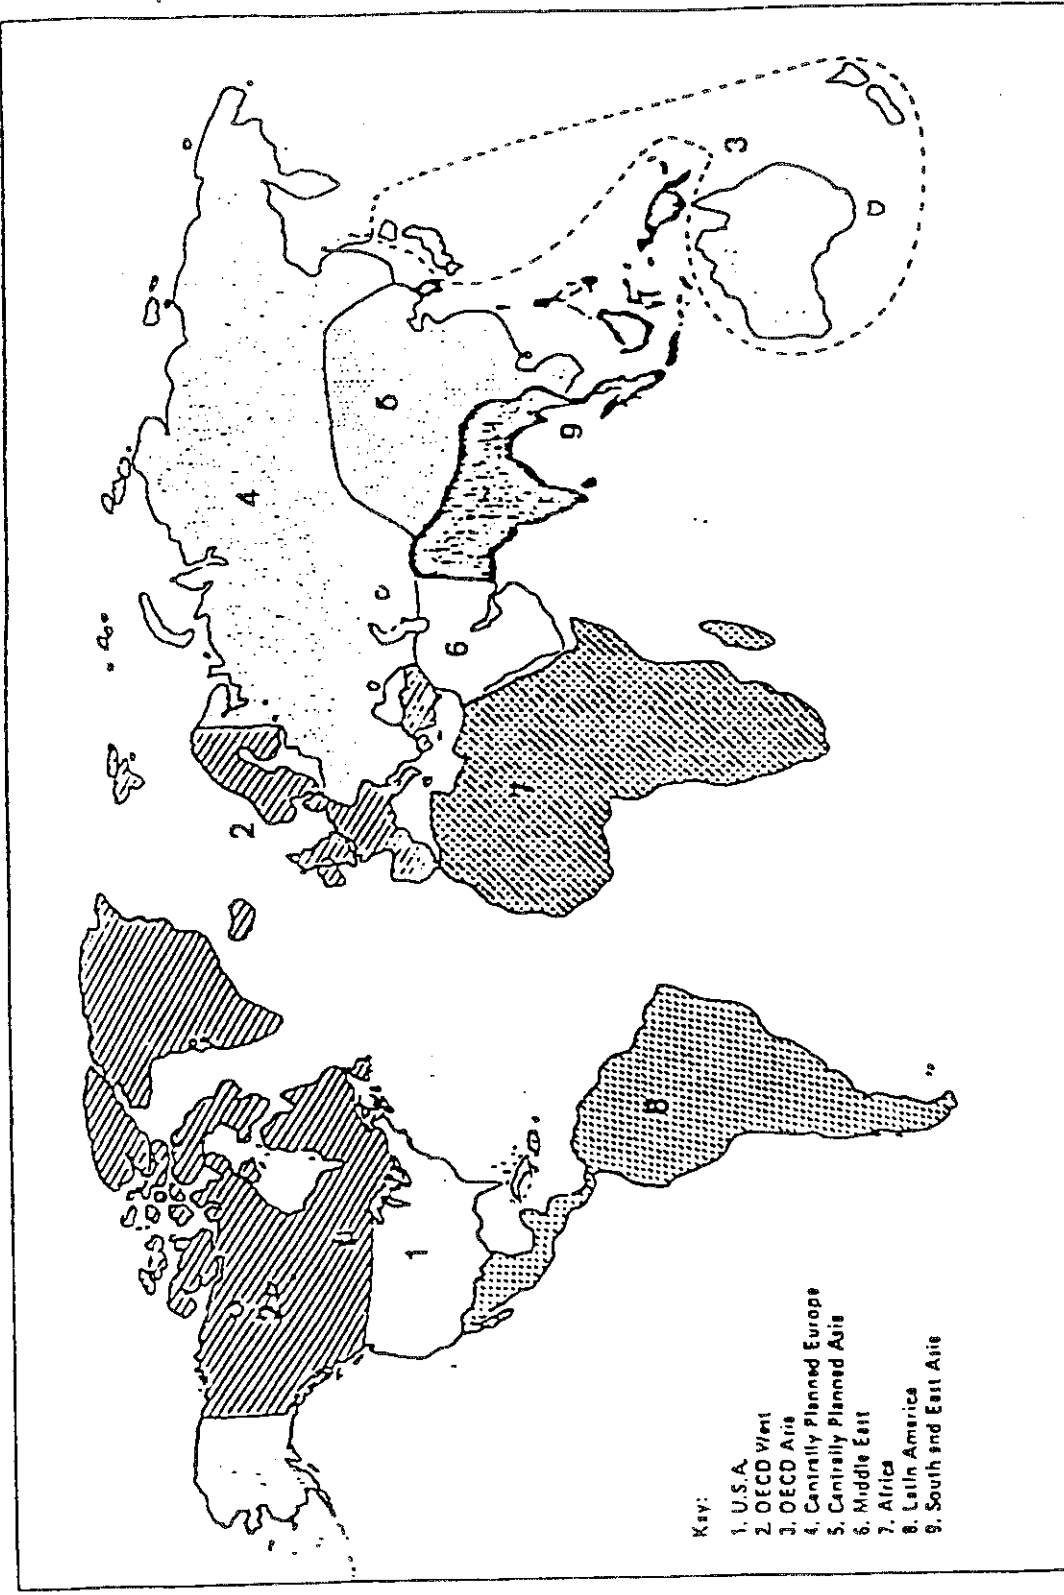 2
4
5
3
9
6
7
2
1
8
Key:
1. U.S.A.
2. OECD West
3. OECD Asia
4. Centrally Planned Europe
5. Centrally Planned Asia
6. Middle East
7. Africa
8. Latin America
9. South and East Asia